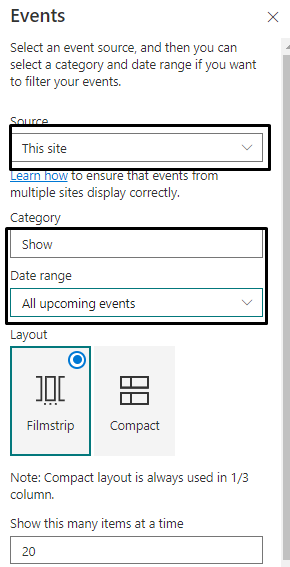 Events
Select an event source, and then you can
select a category and date range if you want
to filter your events.
Source
This site
Learn how to ensure that events from
multiple sites display correctly.
Category
Show
Date range
All upcoming events
Layout
Filmstrip
Compact
Note: Compact layout is always used in 1/3
column.
Show this many items at a time
20